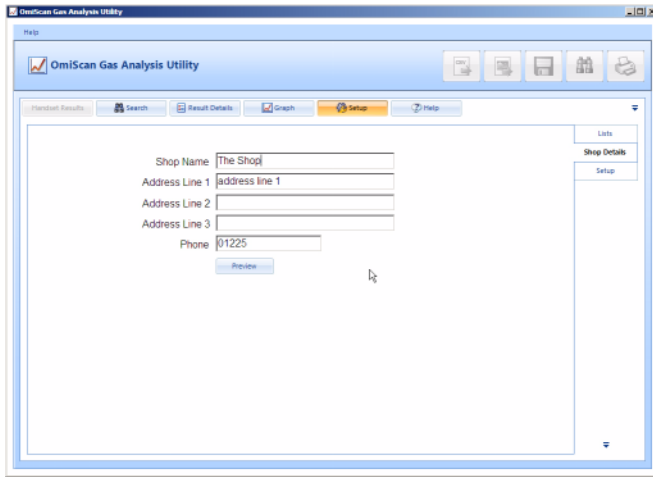 OmiScan Gas Analysis Utility
Help
OmiScan Gas Analysis Utility
Handset Results Search Result Details Graph Setup Help
Lists
Shop Details
Setup
Shop Name The Shop
Address Line 1 address line 1
Address Line 2
Address Line 3
Phone 01225
Preview